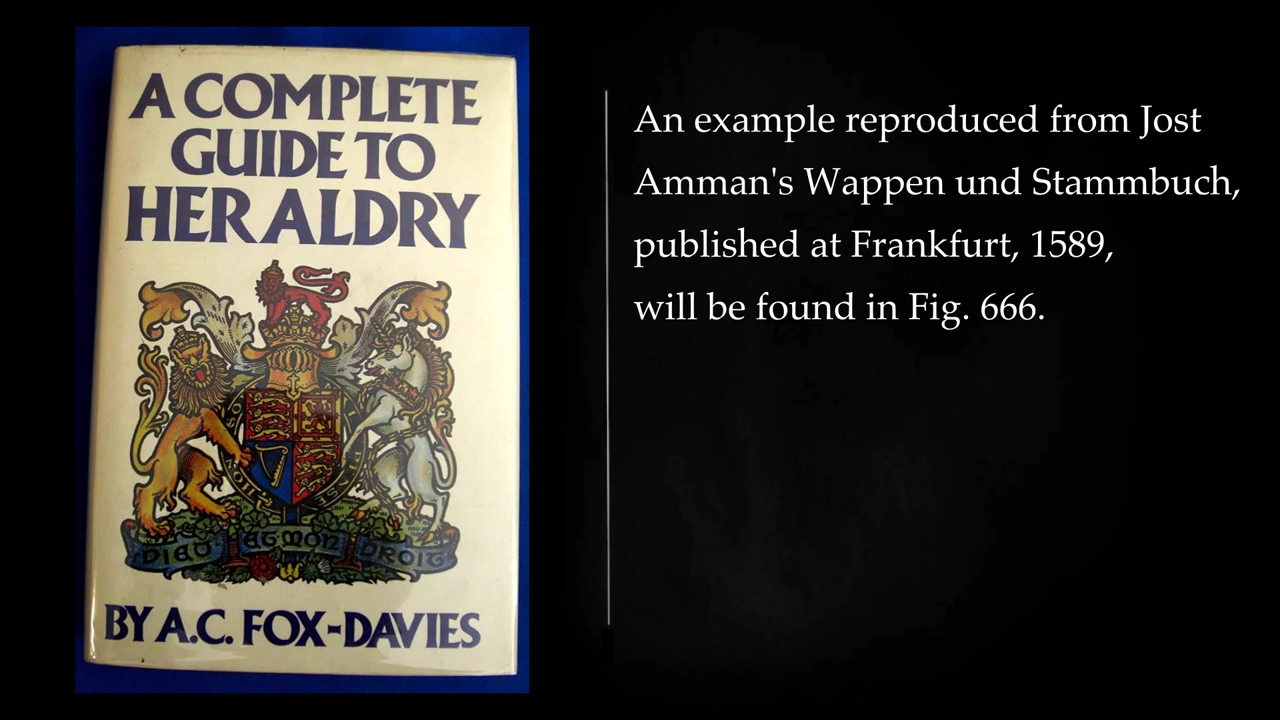 A COMPLETE
GUIDE TO
HERALDRY
DIEU ET MON DROIT
BY A.C. FOX-DAVIES
An example reproduced from Jost
Amman's Wappen und Stammbuch,
published at Frankfurt, 1589,
will be found in Fig. 666.